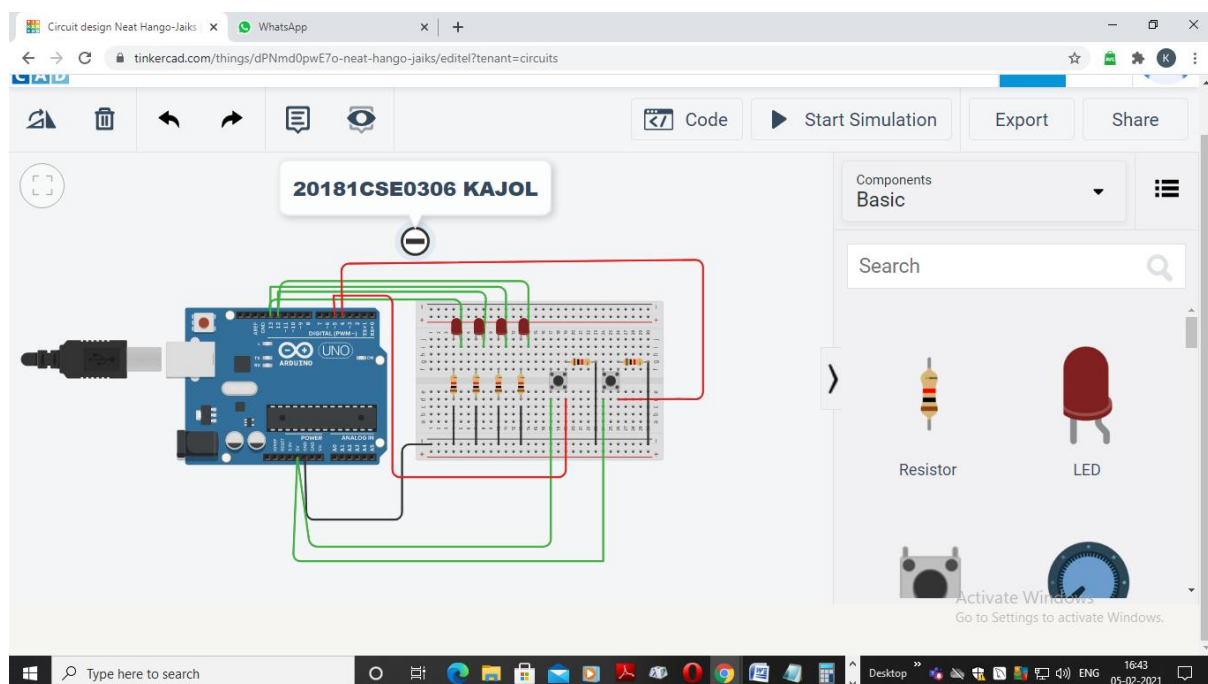 Circuit design Neat Hango-Jaiks
WhatsApp
tinkercad.com/things/dPNmd0pwE7o-neat-hango-jaiks/editel?tenant=circuits
K
CAD
Code
Start Simulation
Export
Share
20181CSE0306 KAJOL
Components
Basic
Search
Resistor
LED
DIGITAL (PWM~)
UNO
ARDUINO
POWER
ANALOG IN
Activate Windows
Go to Settings to activate Windows.
Type here to search
Desktop
ENG
16:43
05-02-2021